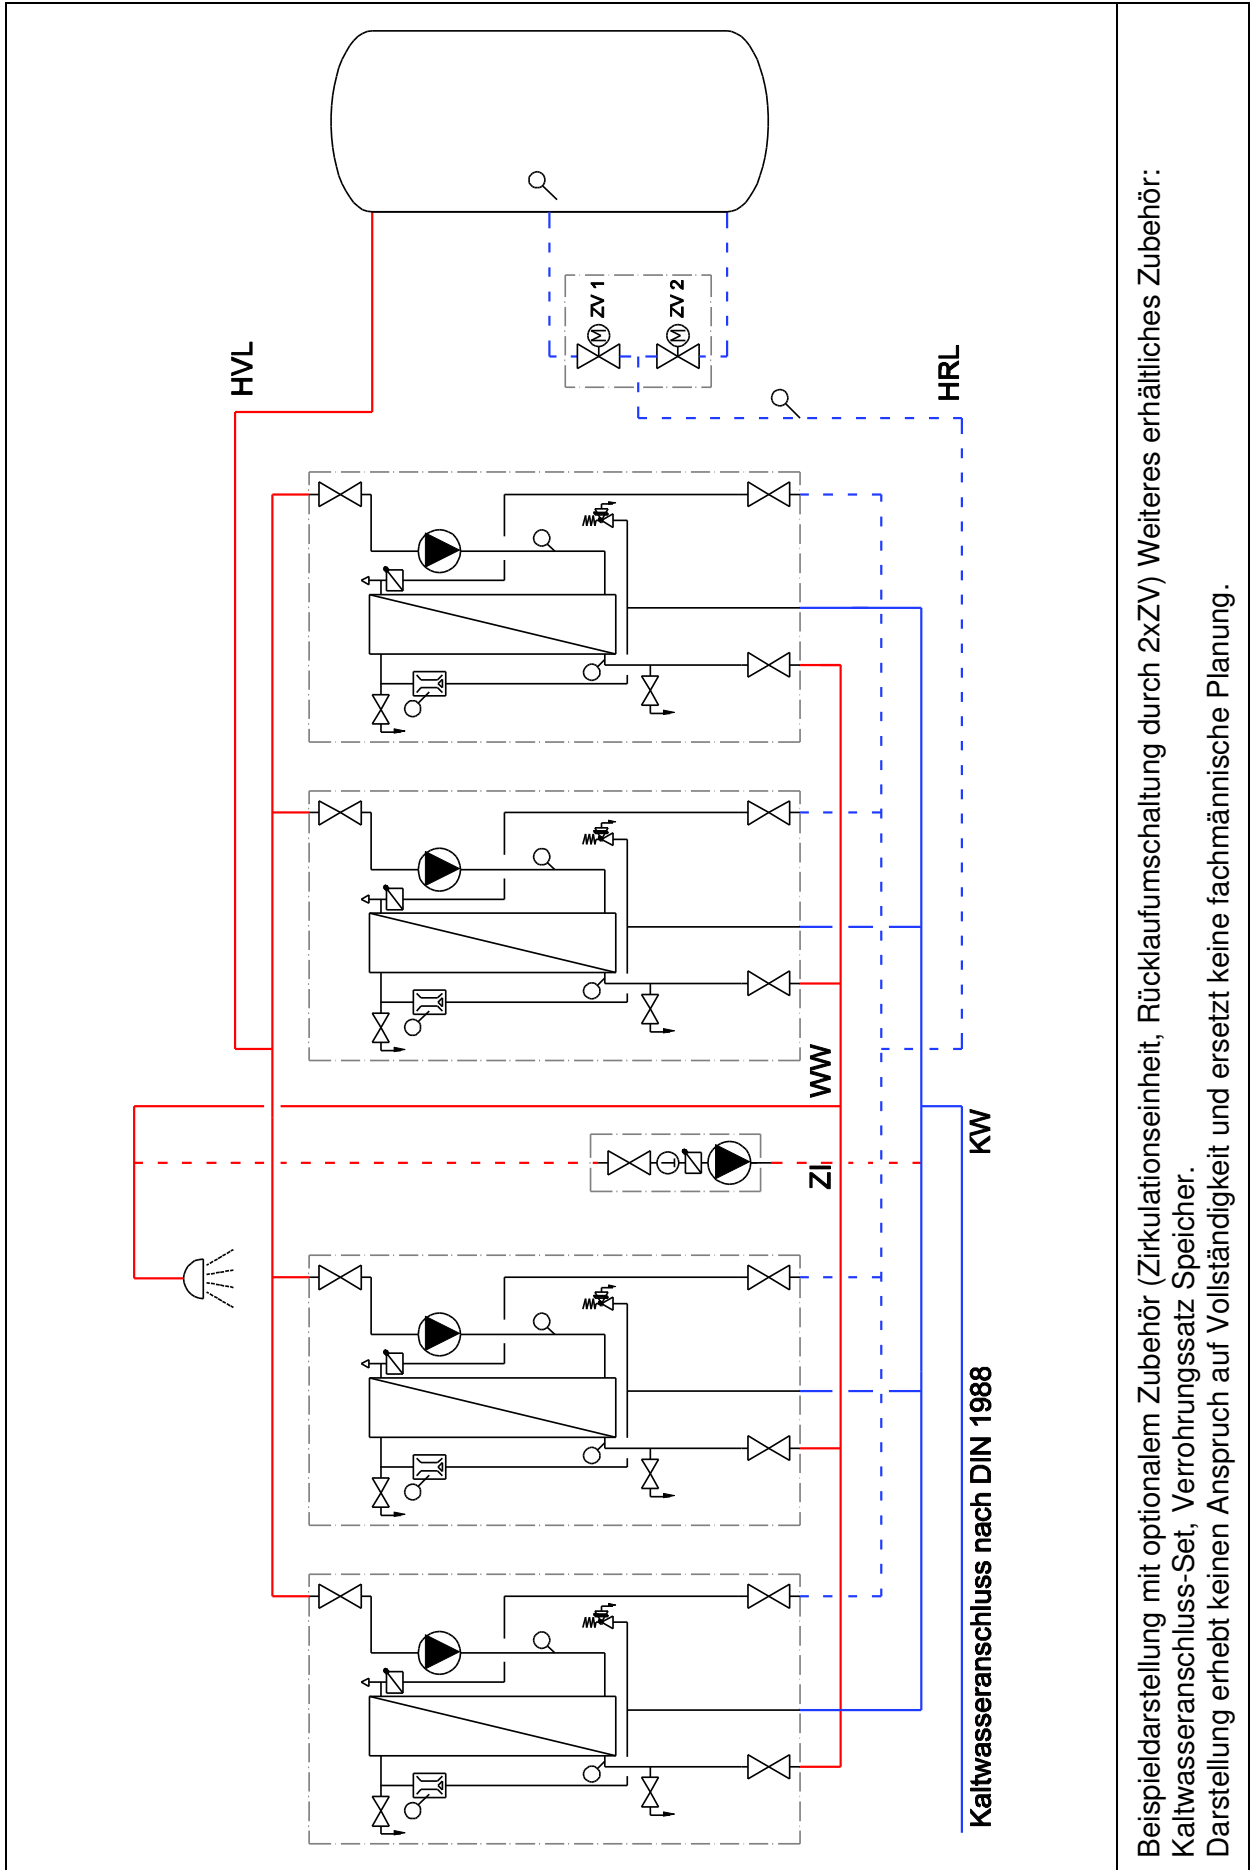 HVL
M
ZV 1
M
ZV 2
HRL
WW
T
ZI
KW
Kaltwasseranschluss nach DIN 1988
Beispieldarstellung mit optionalem Zubehör (Zirkulationseinheit, Rücklaufumschaltung durch 2xZV) Weiteres erhältliches Zubehör:
Kaltwasseranschluss-Set, Verrohrungssatz Speicher.
Darstellung erhebt keinen Anspruch auf Vollständigkeit und ersetzt keine fachmännische Planung.